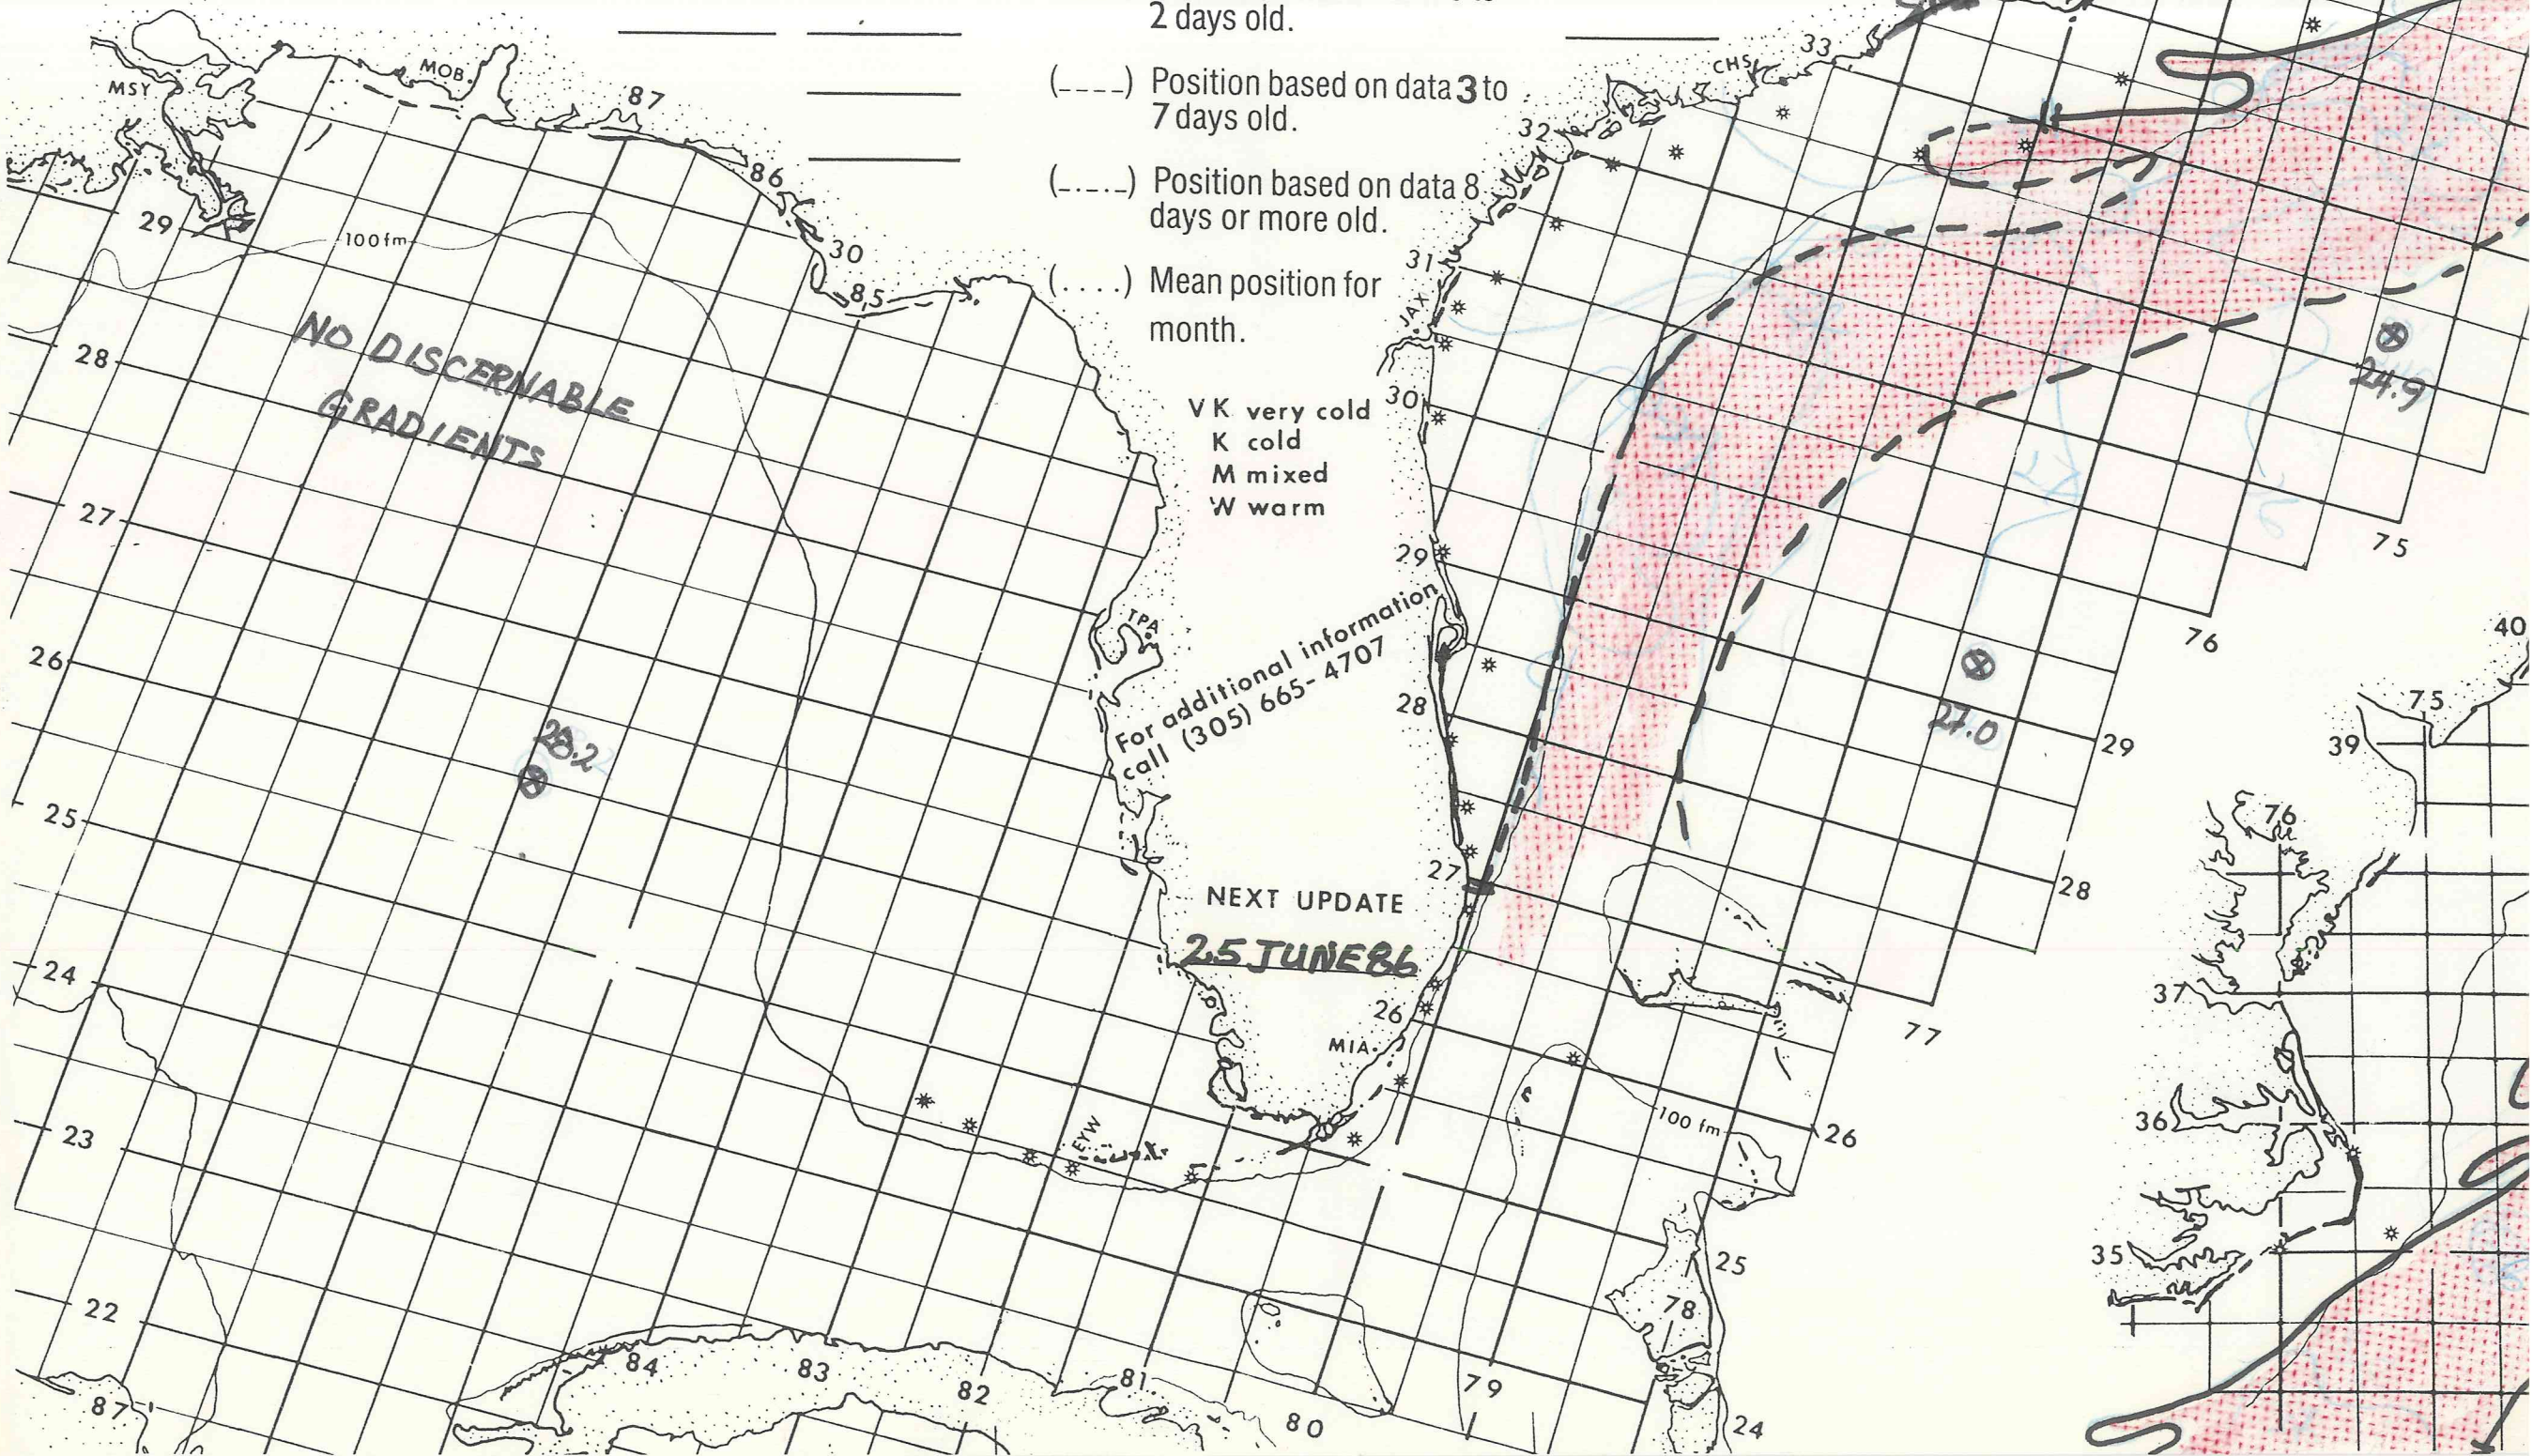 2 days old.
(----) Position based on data 3 to
7 days old.
(_._._) Position based on data 8
days or more old.
(....) Mean position for
month.
VK very cold
K cold
M mixed
W warm
For additional information
call (305) 665-4707
NEXT UPDATE
25 JUNE 86
NO DISCERNABLE
GRADIENTS
MSY
MOB.
87
86
85
30
29
100fm
28
27
26
25
24
23
22
28.2
TPA
EYW
MIA.
JAX
CHS
33
32
31
30
29
28
27
26
24.9
27.0
75
76
29
28
77
26
100 fm
25
78
24
79
80
81
82
83
84
87
40
75
39
76
37
36
35